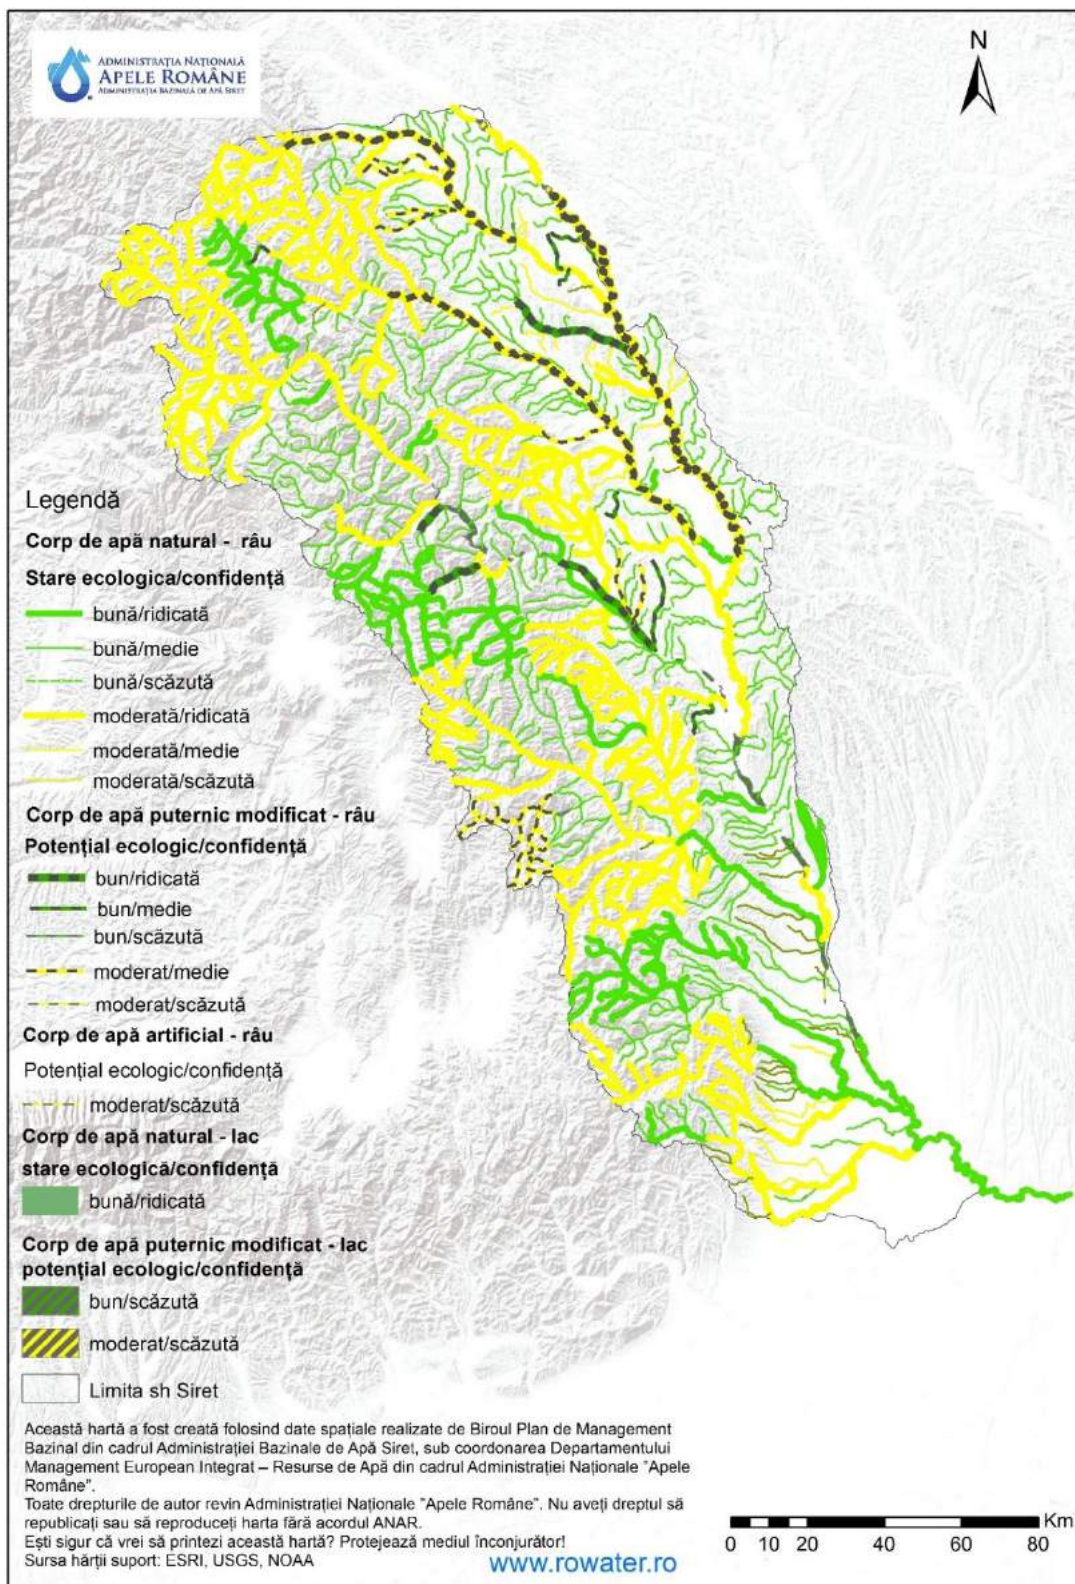 ADMINISTRAȚIA NAȚIONALĂ
APELE ROMÂNE
ADMINISTRAȚIA BAZINALĂ DE APĂ SIRET
N
Legendă
Corp de apă natural - râu
Stare ecologica/confidență
bună/ridicată
bună/medie
bună/scăzută
moderată/ridicată
moderată/medie
moderată/scăzută
Corp de apă puternic modificat - râu
Potențial ecologic/confidență
bun/ridicată
bun/medie
bun/scăzută
moderat/medie
moderat/scăzută
Corp de apă artificial - râu
Potențial ecologic/confidență
moderat/scăzută
Corp de apă natural - lac
stare ecologică/confidență
bună/ridicată
Corp de apă puternic modificat - lac
potențial ecologic/confidență
bun/scăzută
moderat/scăzută
Limita sh Siret
Această hartă a fost creată folosind date spațiale realizate de Biroul Plan de Management
Bazinal din cadrul Administrației Bazinale de Apă Siret, sub coordonarea Departamentului
Management European Integrat – Resurse de Apă din cadrul Administrației Naționale "Apele
Române".
Toate drepturile de autor revin Administrației Naționale "Apele Române". Nu aveți dreptul să
republicați sau să reproduceți harta fără acordul ANAR.
Ești sigur că vrei să printezi această hartă? Protejează mediul înconjurător!
Sursa hărții suport: ESRI, USGS, NOAA
www.rowater.ro
Km
0 10 20 40 60 80